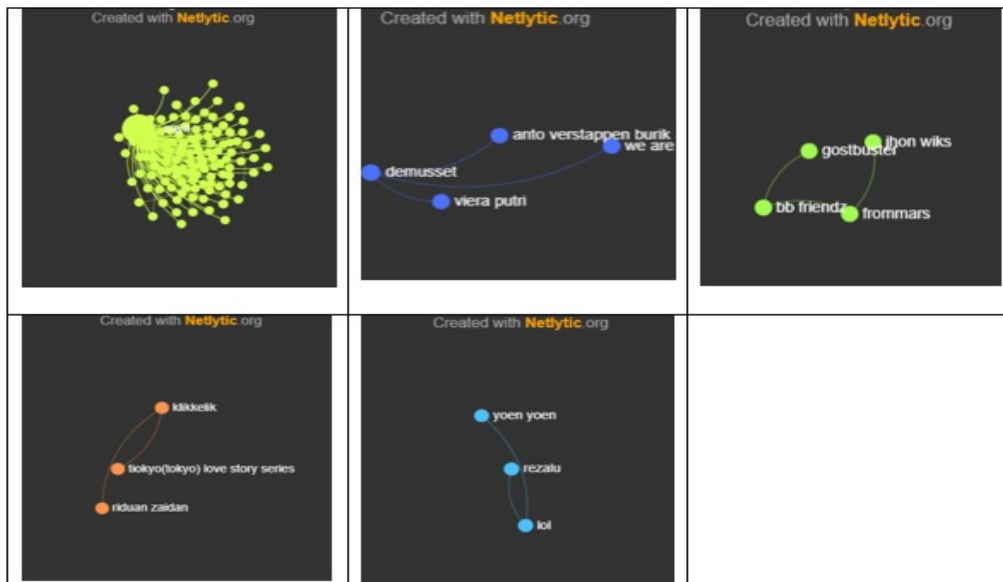 Created with Netlytic.org
Created with Netlytic.org
anto verstappen burik
we are
demusset
viera putri
Created with Netlytic.org
jhon wiks
gostbuster
bb friendz
frommars
Created with Netlytic.org
klikkelik
tiokyo(tokyo) love story series
riduan zaidan
Created with Netlytic.org
yoen yoen
rezalu
lol